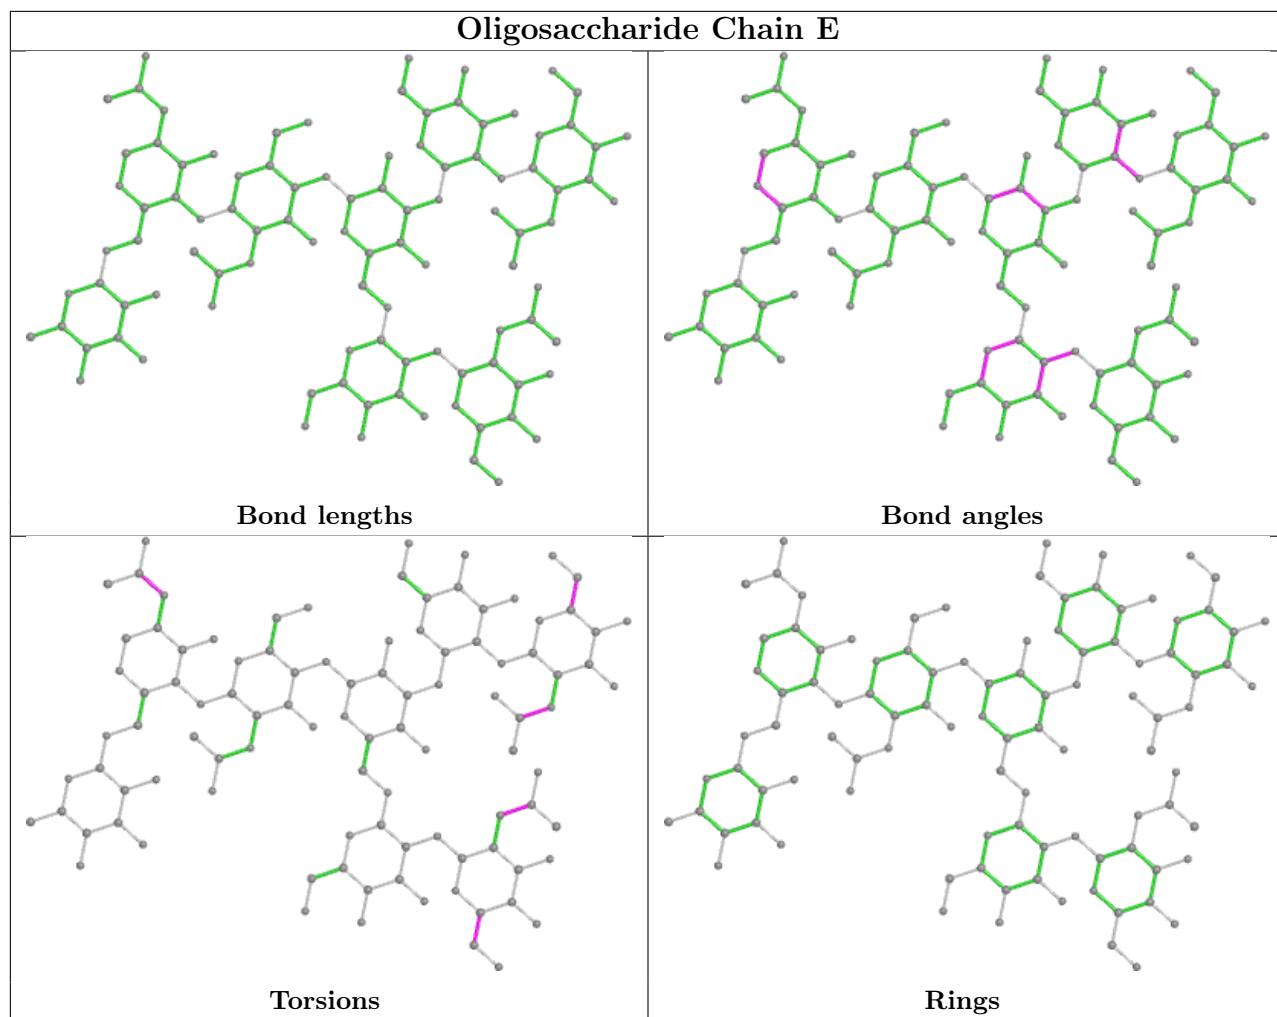 Oligosaccharide Chain E
Bond lengths
Bond angles
Torsions
Rings